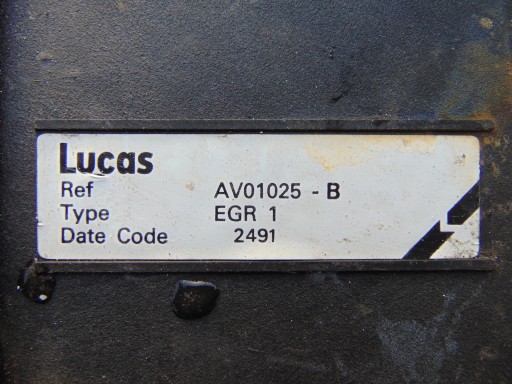 Lucas
Ref AV01025 - B
Type EGR 1
Date Code 2491